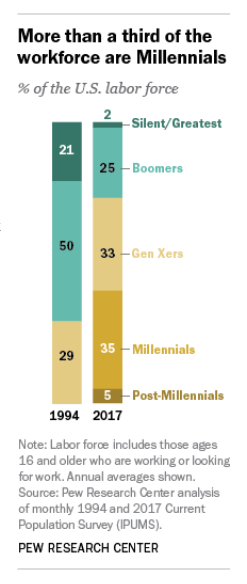 More than a third of the
workforce are Millennials
% of the U.S. labor force
2
Silent/Greatest
21
25 Boomers
50
33 Gen Xers
29
35 Millennials
5 Post-Millennials
1994 2017
Note: Labor force includes those ages
16 and older who are working or looking
for work. Annual averages shown.
Source: Pew Research Center analysis
of monthly 1994 and 2017 Current
Population Survey (IPUMS).
PEW RESEARCH CENTER